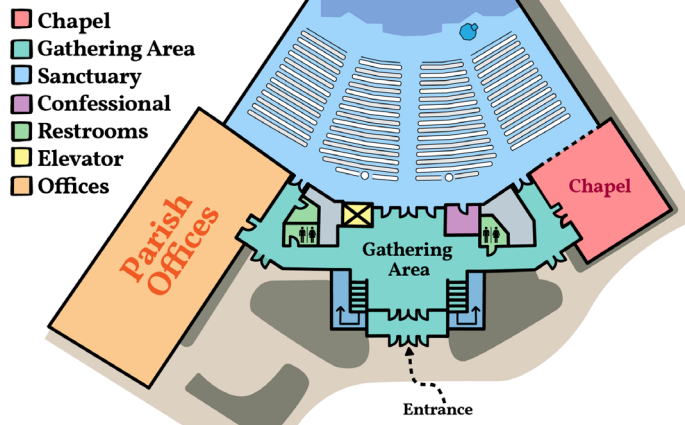 Chapel
Gathering Area
Sanctuary
Confessional
Restrooms
Elevator
Offices
Parish
Offices
Chapel
Gathering
Area
Entrance